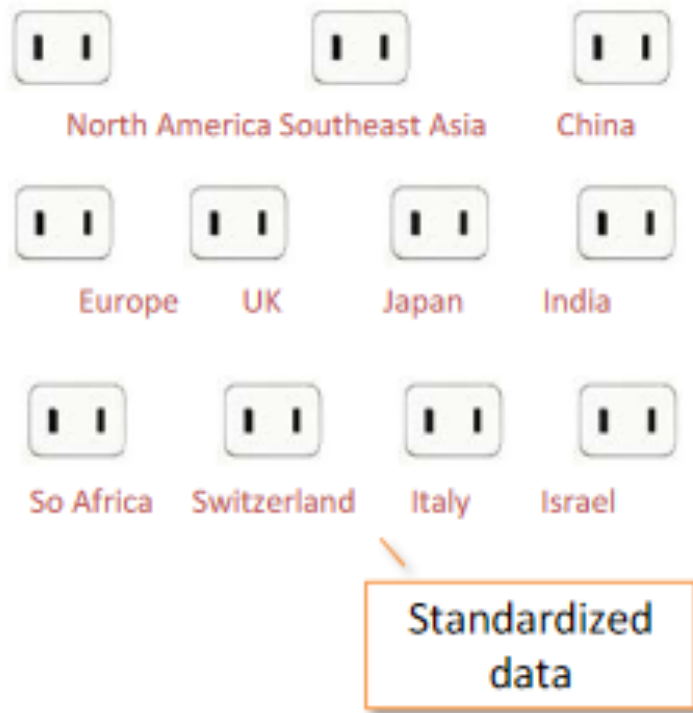 North America Southeast Asia China
Europe UK Japan India
So Africa Switzerland Italy Israel
Standardized
data